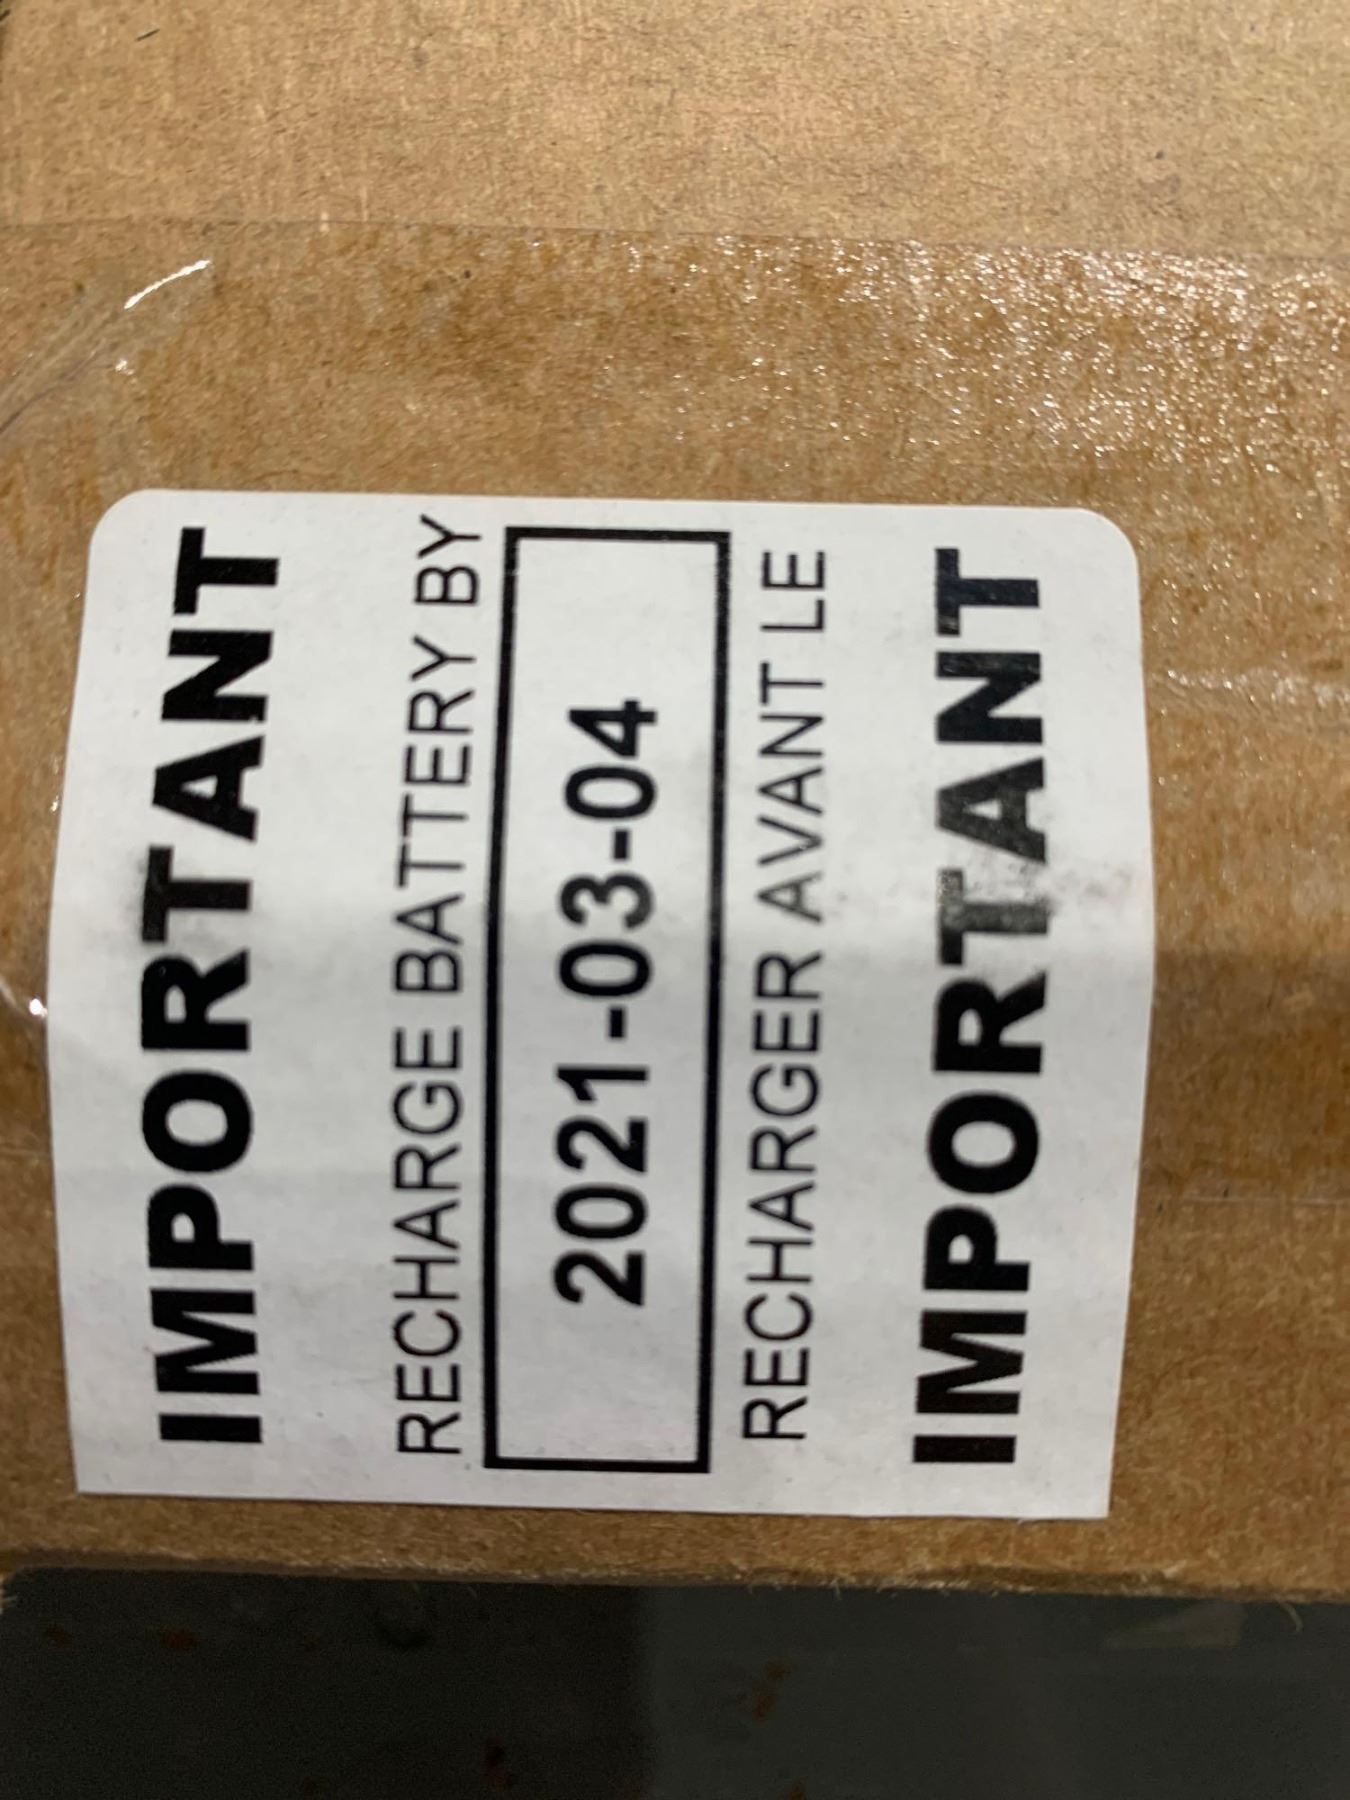 IMPORTANT
RECHARGE BATTERY BY
2021-03-04
RECHARGER AVANT LE
IMPORTANT